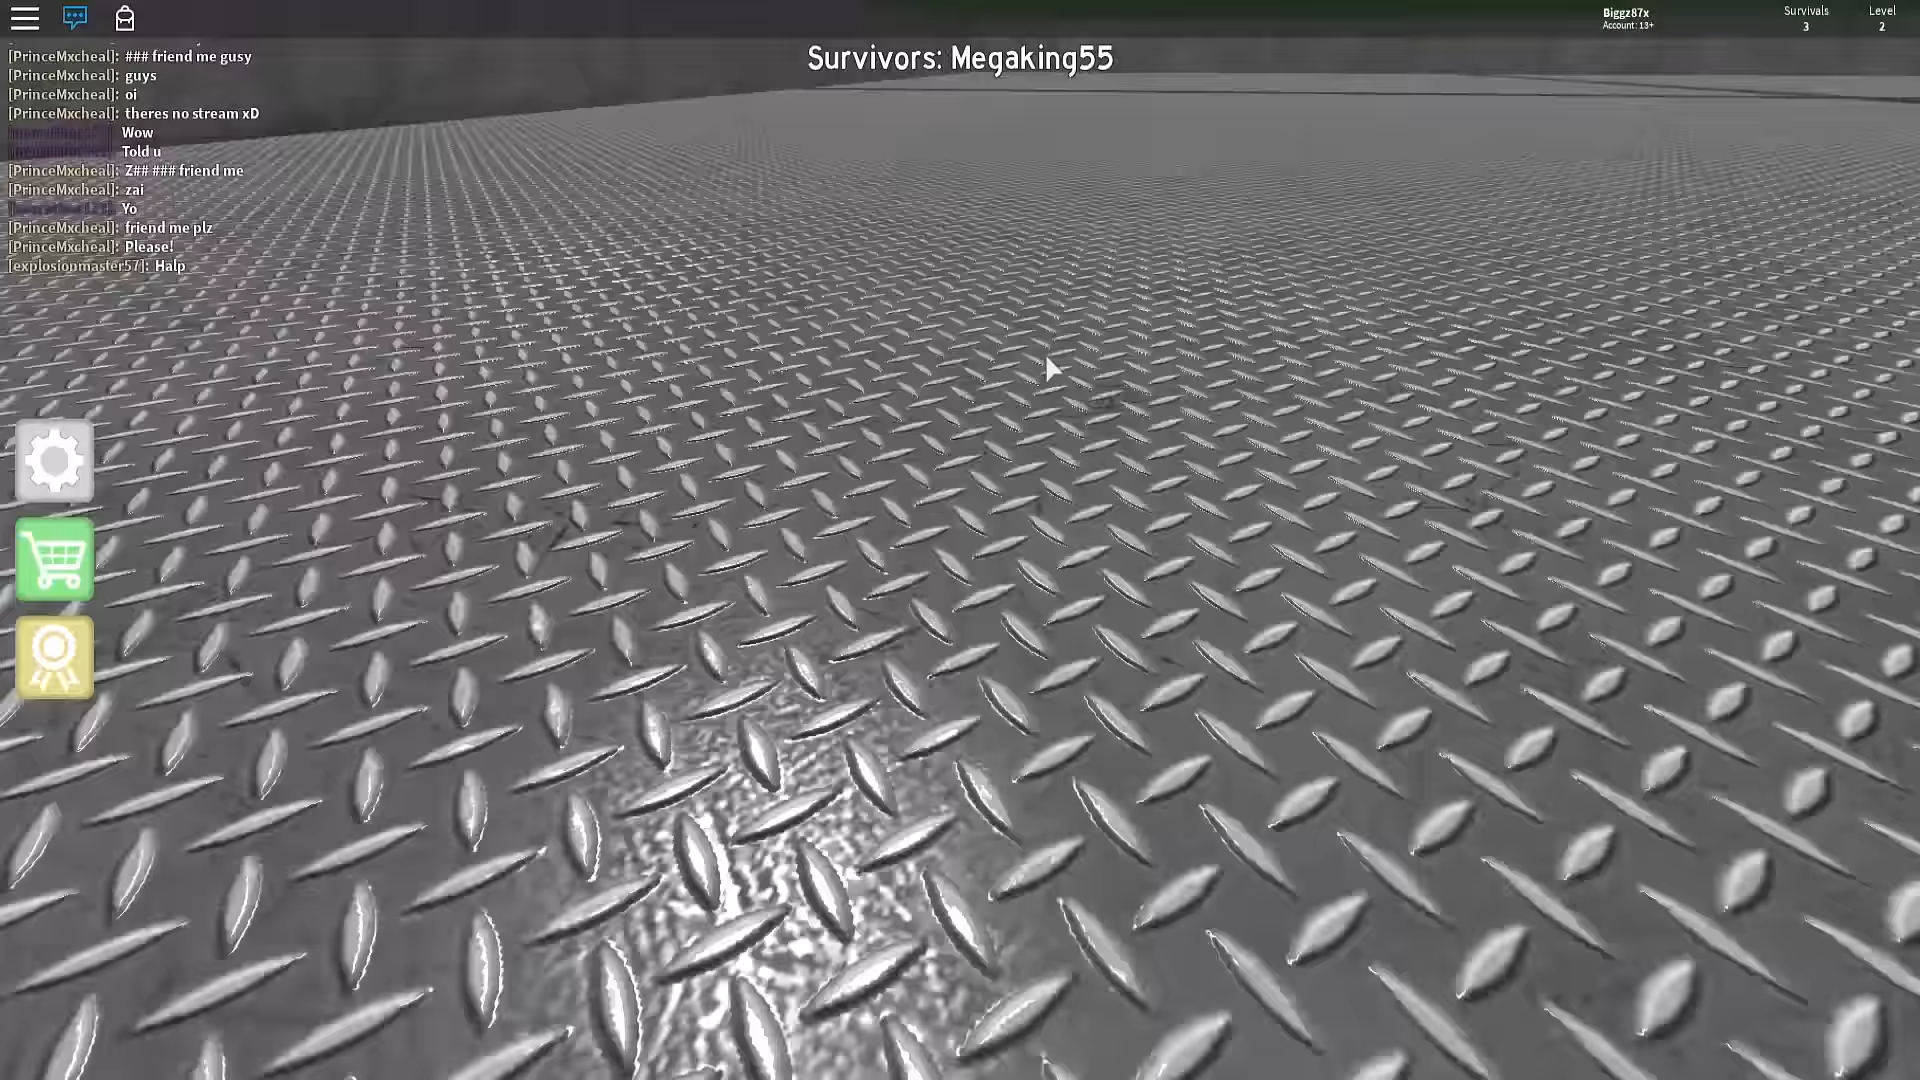 Biggz87x
Account: 13+
Survivals
3
Level
2
Survivors: Megaking55
[PrinceMxcheal]: ### friend me gusy
[PrinceMxcheal]: guys
[PrinceMxcheal]: oi
[PrinceMxcheal]: theres no stream xD
Wow
Told u
[PrinceMxcheal]: Z## ### friend me
[PrinceMxcheal]: zai
Yo
[PrinceMxcheal]: friend me plz
[PrinceMxcheal]: Please!
[explosionmaster57]: Halp